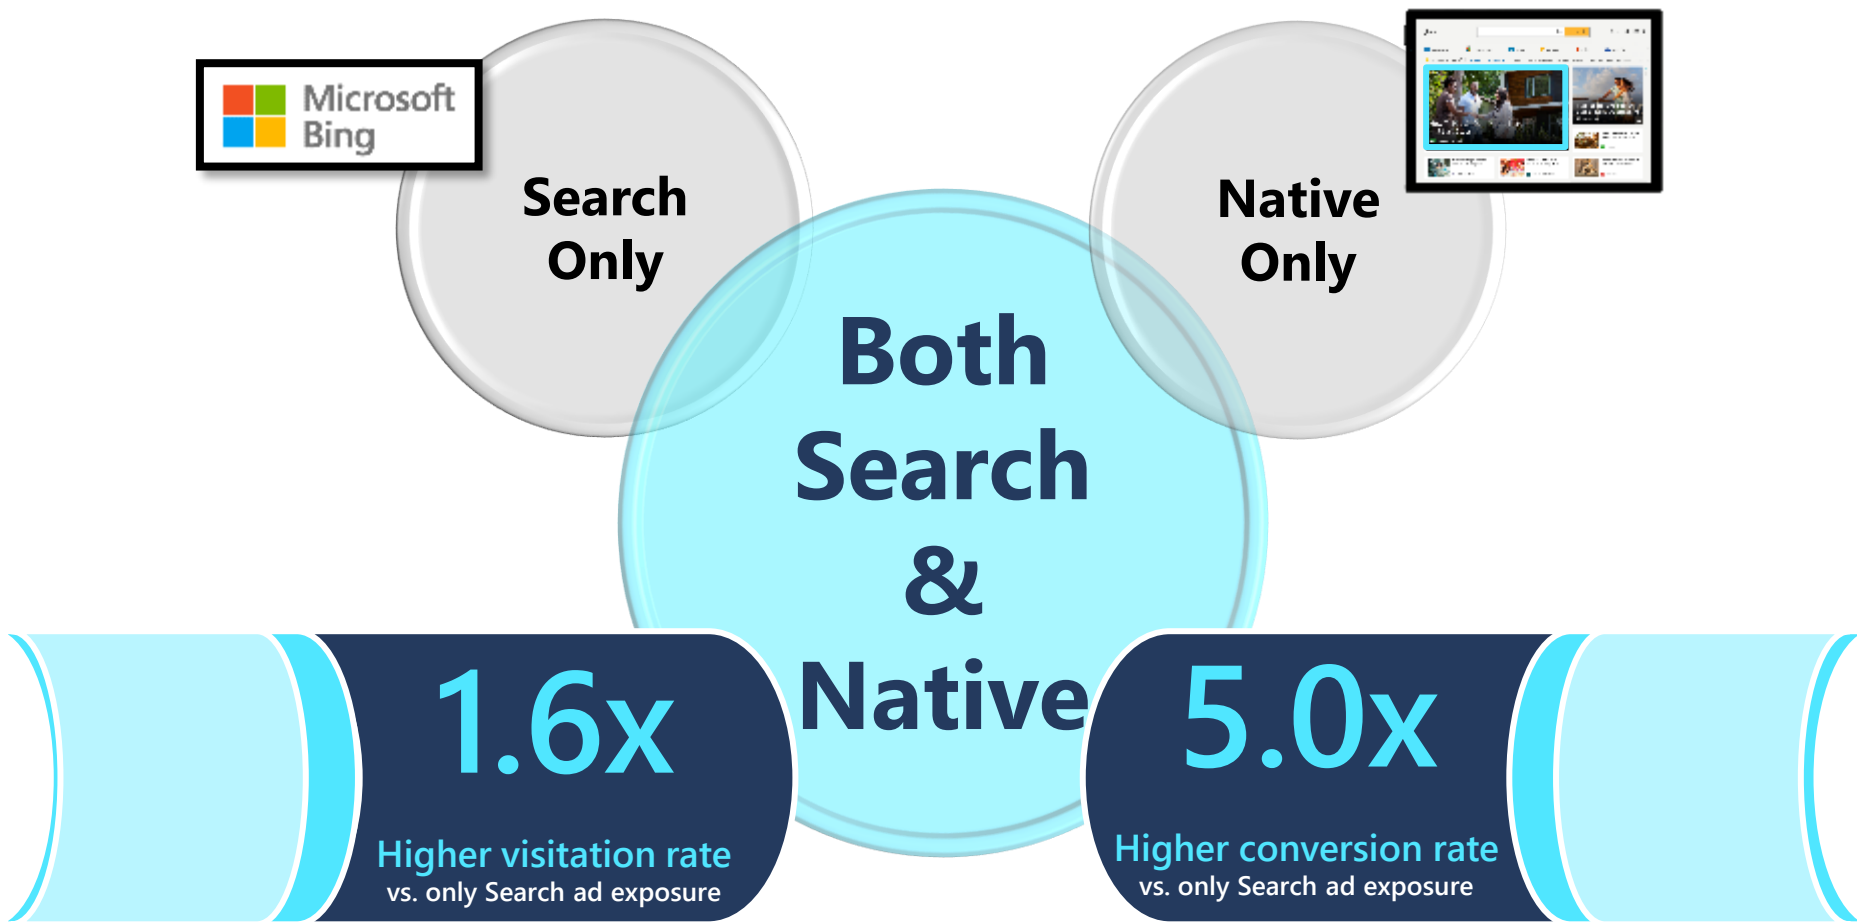 Microsoft
Bing
Search
Only
Native
Only
Both
Search
&
Native
1.6x
Higher visitation rate
vs. only Search ad exposure
5.0x
Higher conversion rate
vs. only Search ad exposure